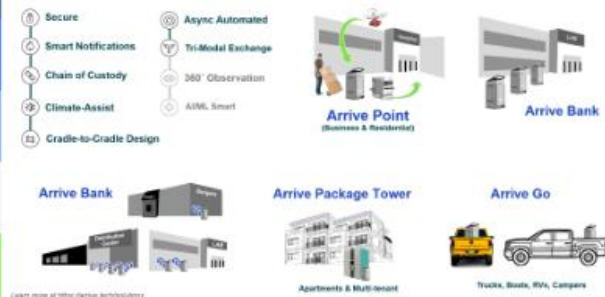 Secure
Smart Notifications
Chain of Custody
Climate-Assist
Cradle-to-Cradle Design
Async Automated
Tri-Modal Exchange
360° Observation
AI/ML Smart
Arrive Point
(Business & Residential)
LAB
Arrive Bank
Arrive Bank
Distribution
Center
LAB
Arrive Package Tower
Apartments & Multi-tenant
Arrive Go
Trucks, Boats, RVs, Campers